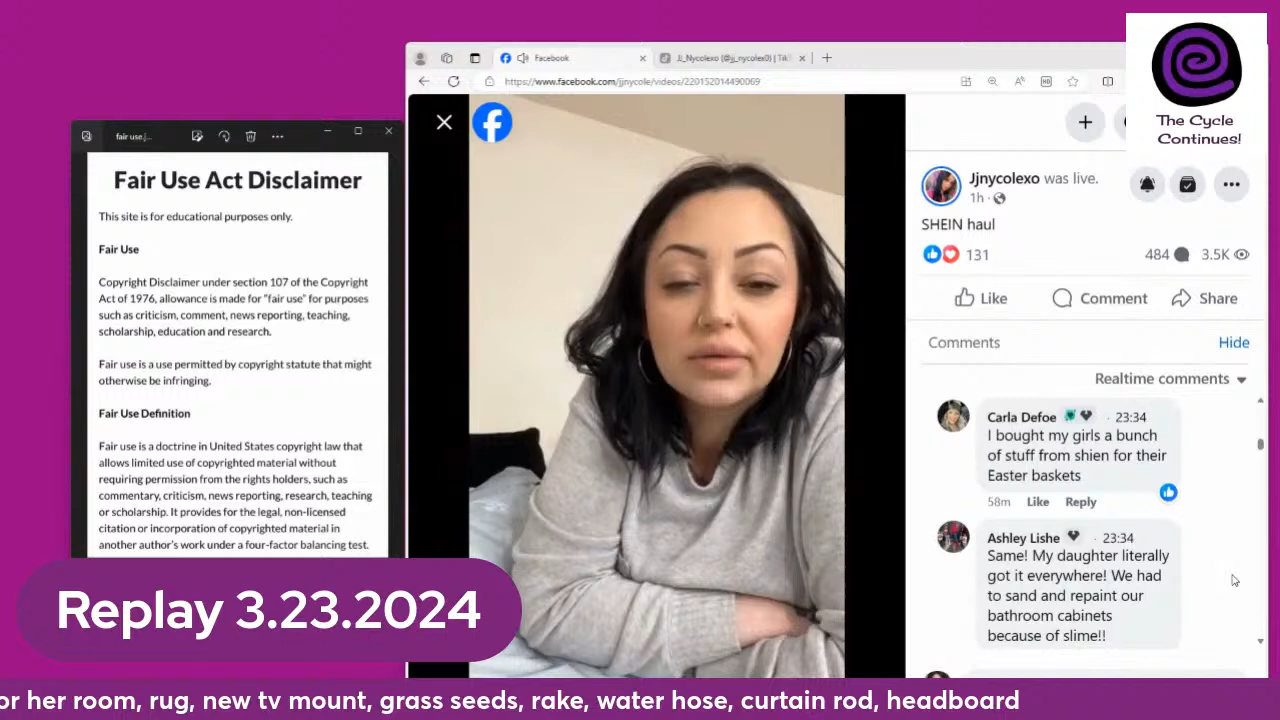 Facebook
JJ_Nycolexo (@jj_nycolex0) | Tik
https://www.facebook.com/jjnycole/videos/220152014490069
The Cycle
Continues!
fair use.j...
Fair Use Act Disclaimer
This site is for educational purposes only.
Fair Use
Copyright Disclaimer under section 107 of the Copyright
Act of 1976, allowance is made for "fair use" for purposes
such as criticism, comment, news reporting, teaching,
scholarship, education and research.
Fair use is a use permitted by copyright statute that might
otherwise be infringing.
Fair Use Definition
Fair use is a doctrine in United States copyright law that
allows limited use of copyrighted material without
requiring permission from the rights holders, such as
commentary, criticism, news reporting, research, teaching
or scholarship. It provides for the legal, non-licensed
citation or incorporation of copyrighted material in
another author's work under a four-factor balancing test.
Jjnycolexo was live.
1h ·
SHEIN haul
131
484 3.5K
Like Comment Share
Comments Hide
Realtime comments
Carla Defoe · 23:34
I bought my girls a bunch
of stuff from shien for their
Easter baskets
58m Like Reply
Ashley Lishe · 23:34
Same! My daughter literally
got it everywhere! We had
to sand and repaint our
bathroom cabinets
because of slime!!
Replay 3.23.2024
or her room, rug, new tv mount, grass seeds, rake, water hose, curtain rod, headboard